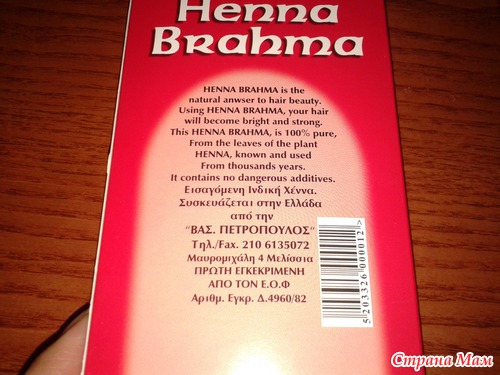 Henna
Brahma
HENNA BRAHMA is the
natural anwser to hair beauty.
Using HENNA BRAHMA, your hair
will become bright and strong.
This HENNA BRAHMA, is 100% pure,
From the leaves of the plant
HENNA, known and used
From thousands years.
It contains no dangerous additives.
Εισαγόμενη Ινδική Χέννα.
Συσκευάζεται στην Ελλάδα
από την
"ΒΑΣ. ΠΕΤΡΟΠΟΥΛΟΣ"
Τηλ./Fax. 210 6135072
Μαυρομιχάλη 4 Μελίσσια
ΠΡΩΤΗ ΕΓΚΕΚΡΙΜΕΝΗ
ΑΠΟ ΤΟΝ Ε.Ο.Φ
Αριθμ. Εγκρ. Δ.4960/82
5 203326 000012 >
Страна Мам